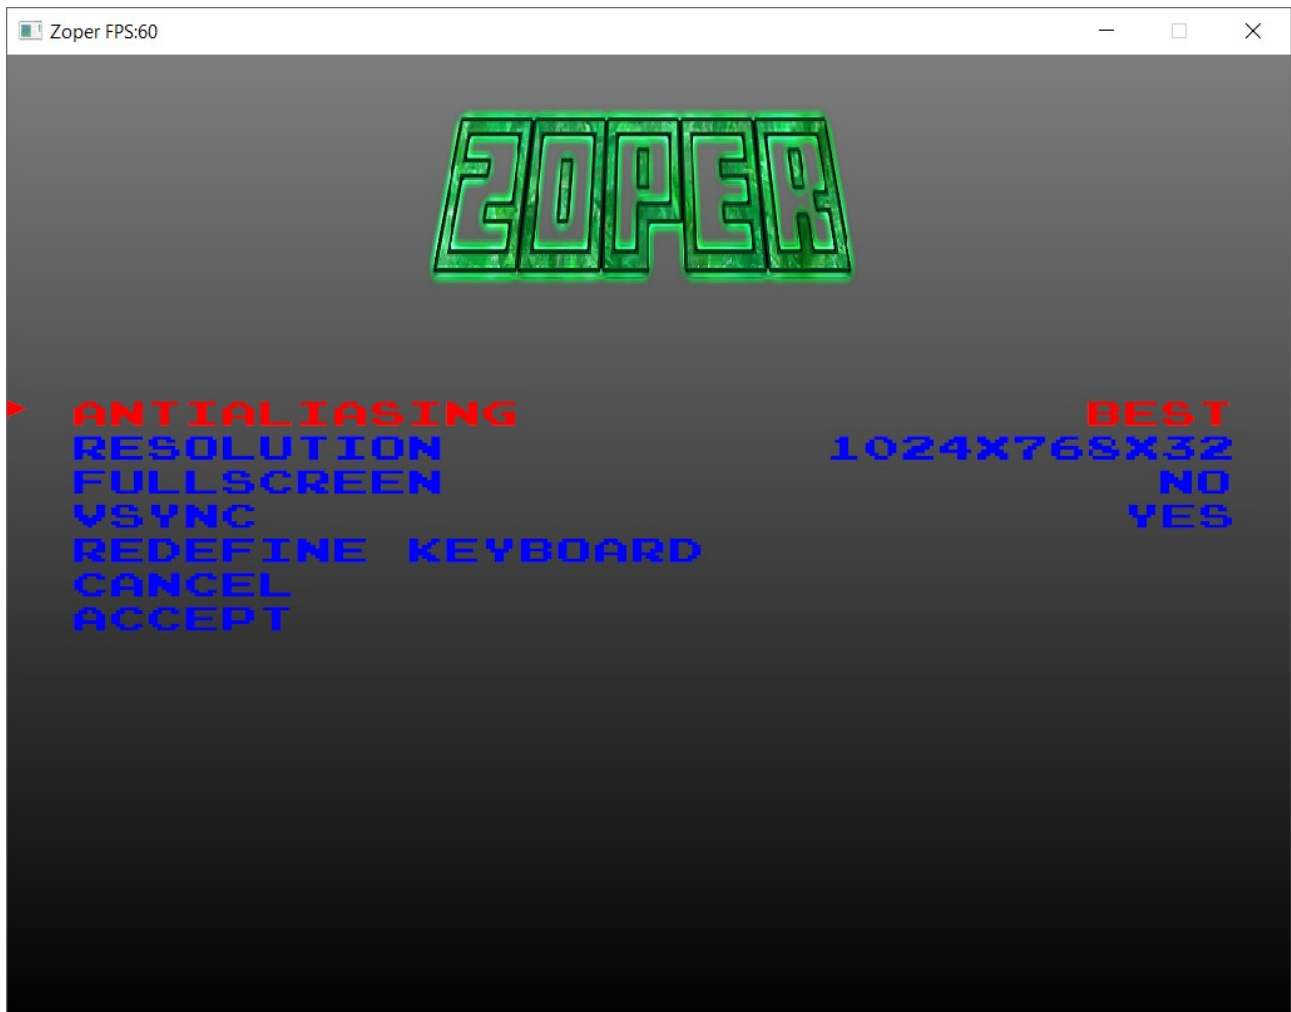 Zoper FPS:60
ZOPER
ANTIALIASING BEST
RESOLUTION 1024X768X32
FULLSCREEN NO
VSYNC YES
REDEFINE KEYBOARD
CANCEL
ACCEPT